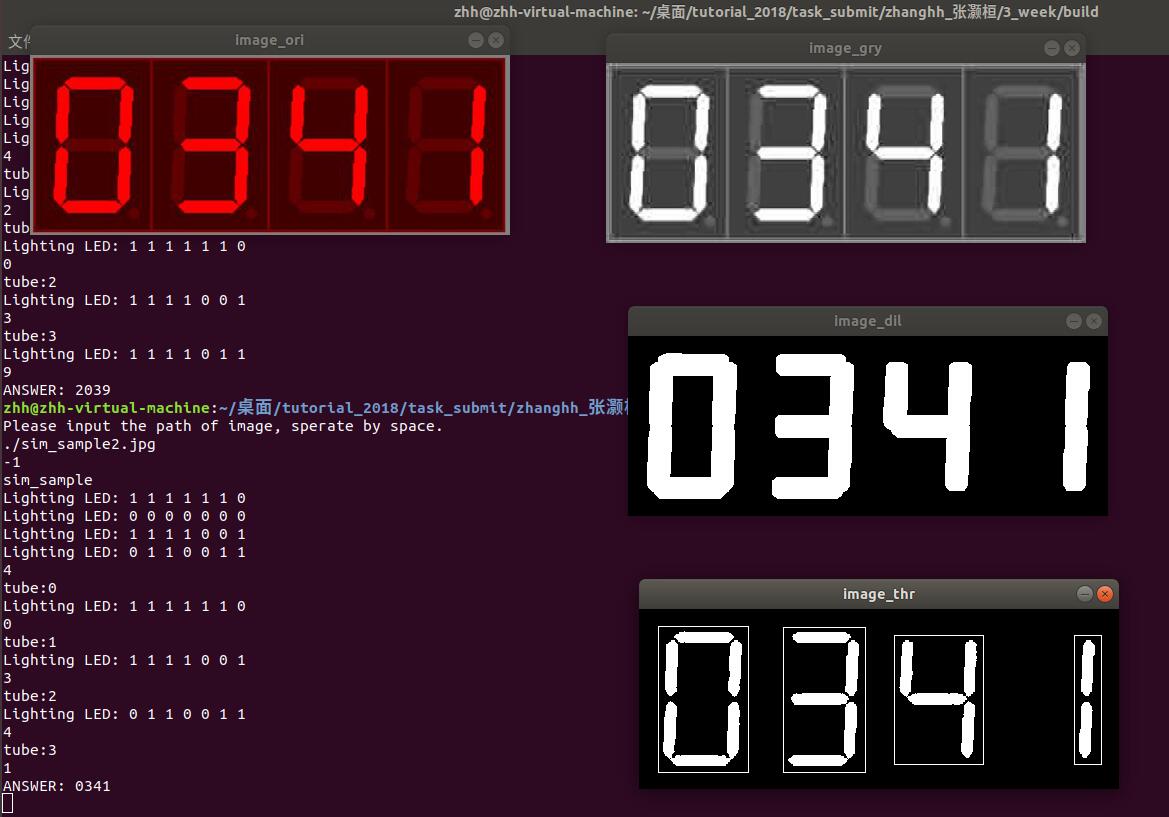 zhh@zhh-virtual-machine: ~/桌面/tutorial_2018/task_submit/zhanghh_张灏桓/3_week/build
image_ori
0341
image_gry
0341
image_dil
0341
image_thr
0341
Lig
Lig
Lig
Lig
Lig
4
tub
Lig
2
tub
Lighting LED: 1 1 1 1 1 1 0
0
tube:2
Lighting LED: 1 1 1 1 0 0 1
3
tube:3
Lighting LED: 1 1 1 1 0 1 1
9
ANSWER: 2039
zhh@zhh-virtual-machine:~/桌面/tutorial_2018/task_submit/zhanghh_张灏
Please input the path of image, sperate by space.
./sim_sample2.jpg
-1
sim_sample
Lighting LED: 1 1 1 1 1 1 0
Lighting LED: 0 0 0 0 0 0 0
Lighting LED: 1 1 1 1 0 0 1
Lighting LED: 0 1 1 0 0 1 1
4
tube:0
Lighting LED: 1 1 1 1 1 1 0
0
tube:1
Lighting LED: 1 1 1 1 0 0 1
3
tube:2
Lighting LED: 0 1 1 0 0 1 1
4
tube:3
1
ANSWER: 0341